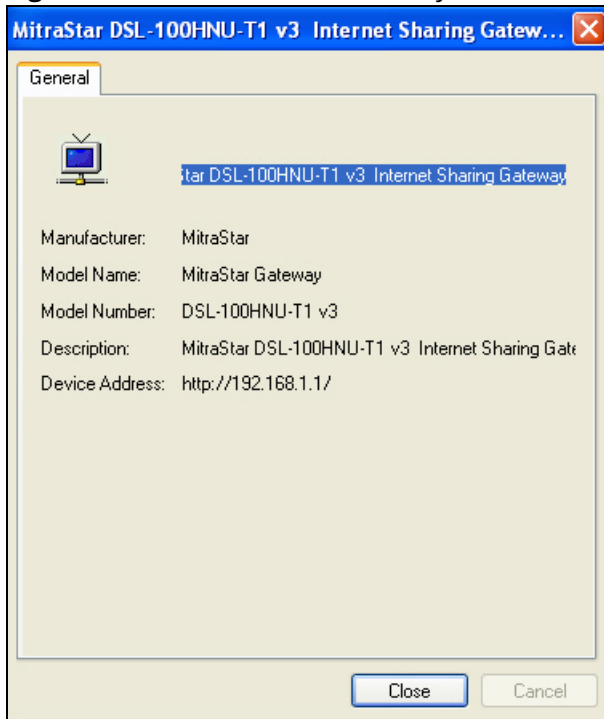 MitraStar DSL-100HNU-T1 v3 Internet Sharing Gatew...
General
Star DSL-100HNU-T1 v3 Internet Sharing Gateway
Manufacturer: MitraStar
Model Name: MitraStar Gateway
Model Number: DSL-100HNU-T1 v3
Description: MitraStar DSL-100HNU-T1 v3 Internet Sharing Gate
Device Address: http://192.168.1.1/
Close Cancel